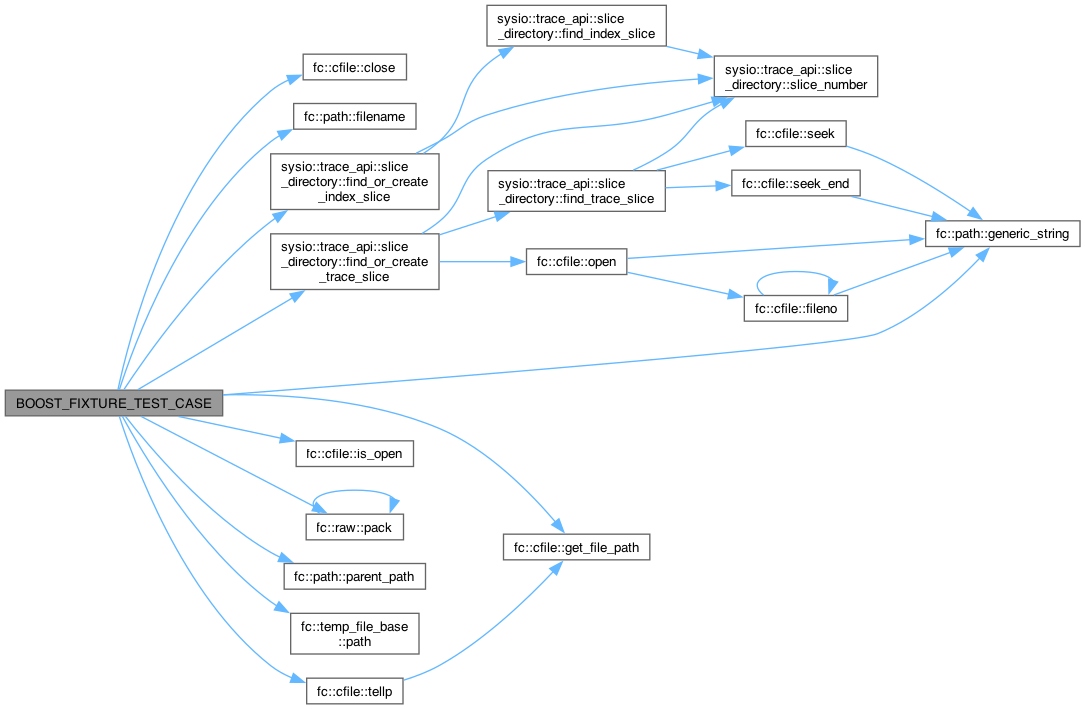 sysio::trace_api::slice
_directory::find_index_slice
fc::cfile::close
sysio::trace_api::slice
_directory::slice_number
fc::path::filename
fc::cfile::seek
sysio::trace_api::slice
_directory::find_or_create
_index_slice
sysio::trace_api::slice
_directory::find_trace_slice
fc::cfile::seek_end
fc::path::generic_string
sysio::trace_api::slice
_directory::find_or_create
_trace_slice
fc::cfile::open
fc::cfile::fileno
BOOST_FIXTURE_TEST_CASE
fc::cfile::is_open
fc::raw::pack
fc::cfile::get_file_path
fc::path::parent_path
fc::temp_file_base
::path
fc::cfile::tellp